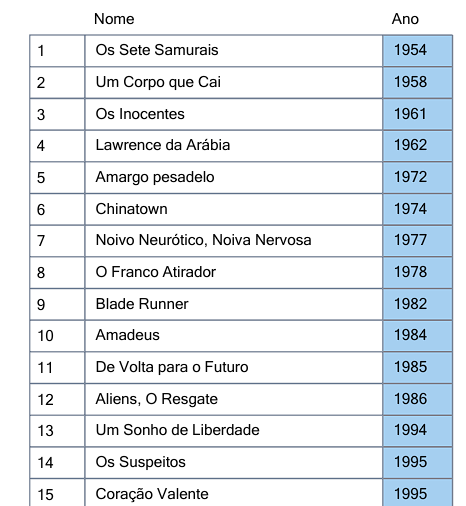 Nome Ano
1 Os Sete Samurais 1954
2 Um Corpo que Cai 1958
3 Os Inocentes 1961
4 Lawrence da Arábia 1962
5 Amargo pesadelo 1972
6 Chinatown 1974
7 Noivo Neurótico, Noiva Nervosa 1977
8 O Franco Atirador 1978
9 Blade Runner 1982
10 Amadeus 1984
11 De Volta para o Futuro 1985
12 Aliens, O Resgate 1986
13 Um Sonho de Liberdade 1994
14 Os Suspeitos 1995
15 Coração Valente 1995